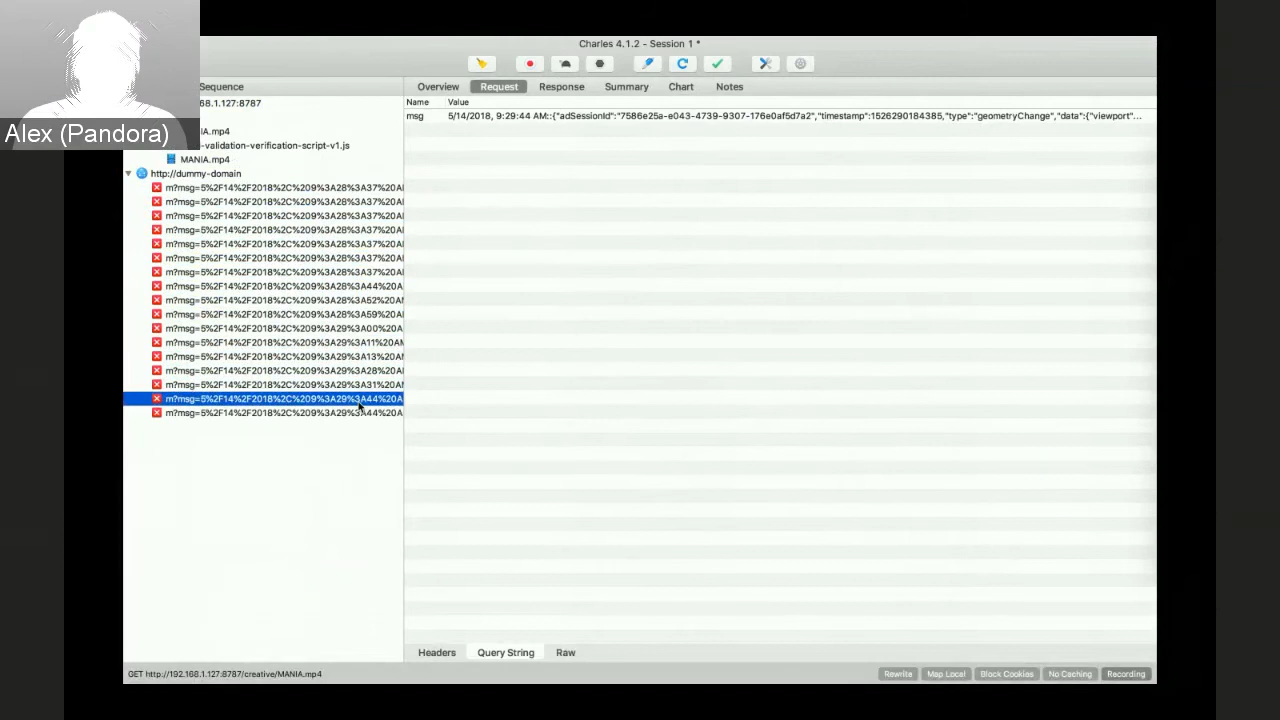 Charles 4.1.2 - Session 1 *
Alex (Pandora)
Sequence
Overview Request Response Summary Chart Notes
68.1.127:8787
Name Value
msg 5/14/2018, 9:29:44 AM::{"adSessionId":"7586e25a-e043-4739-9307-176e0af5d7a2","timestamp":1526290184385,"type":"geometryChange","data":{"viewport"...
IA.mp4
-validation-verification-script-v1.js
MANIA.mp4
http://dummy-domain
m?msg=5%2F14%2F2018%2C%209%3A28%3A37%20A
m?msg=5%2F14%2F2018%2C%209%3A28%3A37%20A
m?msg=5%2F14%2F2018%2C%209%3A28%3A37%20A
m?msg=5%2F14%2F2018%2C%209%3A28%3A37%20A
m?msg=5%2F14%2F2018%2C%209%3A28%3A37%20A
m?msg=5%2F14%2F2018%2C%209%3A28%3A37%20A
m?msg=5%2F14%2F2018%2C%209%3A28%3A37%20A
m?msg=5%2F14%2F2018%2C%209%3A28%3A44%20A
m?msg=5%2F14%2F2018%2C%209%3A28%3A52%20A
m?msg=5%2F14%2F2018%2C%209%3A28%3A59%20A
m?msg=5%2F14%2F2018%2C%209%3A29%3A00%20A
m?msg=5%2F14%2F2018%2C%209%3A29%3A11%20AM
m?msg=5%2F14%2F2018%2C%209%3A29%3A13%20A
m?msg=5%2F14%2F2018%2C%209%3A29%3A28%20A
m?msg=5%2F14%2F2018%2C%209%3A29%3A31%20A
m?msg=5%2F14%2F2018%2C%209%3A29%3A44%20A
m?msg=5%2F14%2F2018%2C%209%3A29%3A44%20A
Headers Query String Raw
GET http://192.168.1.127:8787/creative/MANIA.mp4
Rewrite Map Local Block Cookies No Caching Recording